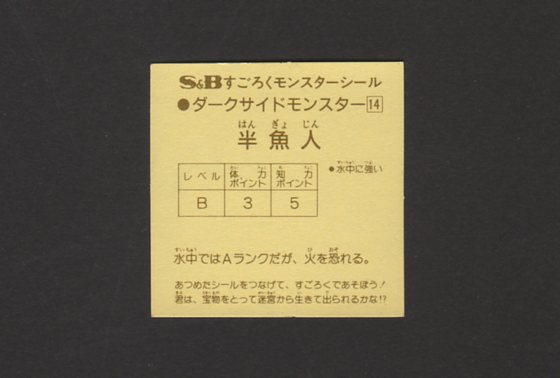 S&Bすごろくモンスターシール
●ダークサイドモンスター14
はん ぎょ じん
半魚人
レベル 体力ポイント 知力ポイント
B 3 5
●水中に強い
水中ではAランクだが、火を恐れる。
あつめたシールをつなげて、すごろくであそぼう!
君は、宝物をとって迷宮から生きて出られるかな!?